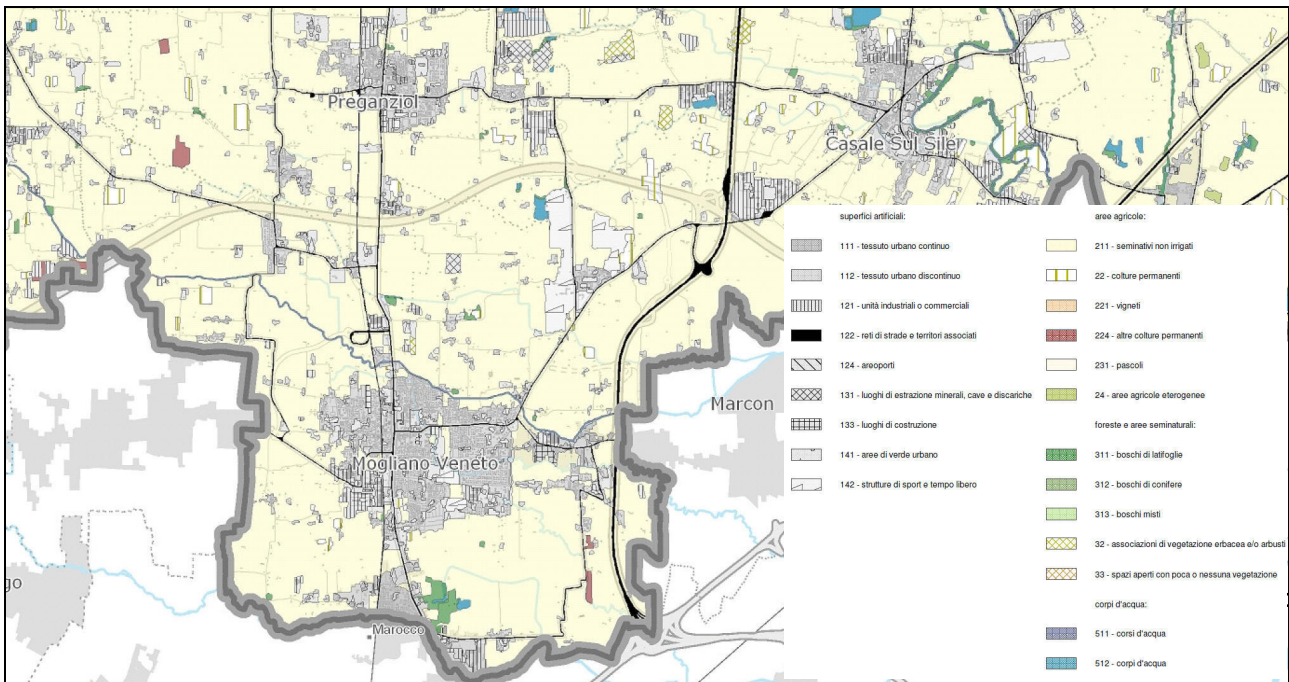 Preganziol
Casale Sul Siler
Marcon
Mogliano Veneto
go
Marocco
superfici artificiali:
111 - tessuto urbano continuo
112 - tessuto urbano discontinuo
121 - unità industriali o commerciali
122 - reti di strade e territori associati
124 - areoporti
131 - luoghi di estrazione minerali, cave e discariche
133 - luoghi di costruzione
141 - aree di verde urbano
142 - strutture di sport e tempo libero
aree agricole:
211 - seminativi non irrigati
22 - colture permanenti
221 - vigneti
224 - altre colture permanenti
231 - pascoli
24 - aree agricole eterogenee
foreste e aree seminaturali:
311 - boschi di latifoglie
312 - boschi di conifere
313 - boschi misti
32 - associazioni di vegetazione erbacea e/o arbusti
33 - spazi aperti con poca o nessuna vegetazione
corpi d'acqua:
511 - corsi d'acqua
512 - corpi d'acqua